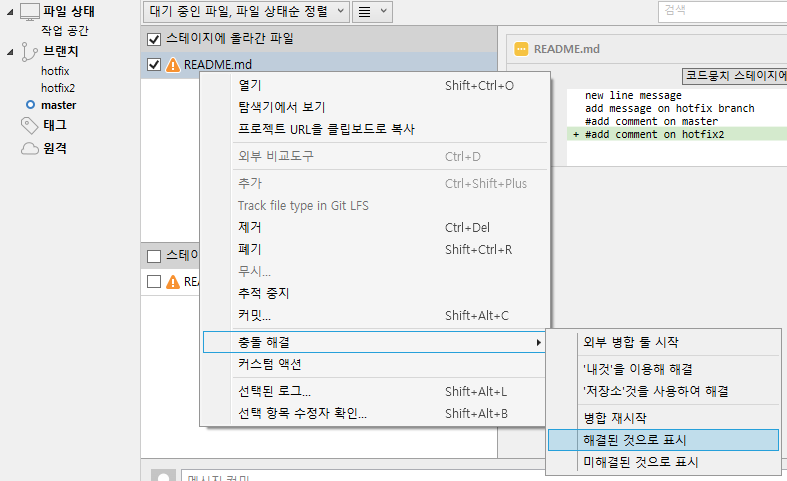 파일 상태
작업 공간
브랜치
hotfix
hotfix2
master
태그
원격
대기 중인 파일, 파일 상태순 정렬
검색
스테이지에 올라간 파일
README.md
README.md
코드뭉치 스테이지에
new line message
add message on hotfix branch
#add comment on master
+ #add comment on hotfix2
열기 Shift+Ctrl+O
탐색기에서 보기
프로젝트 URL을 클립보드로 복사
외부 비교도구 Ctrl+D
추가 Ctrl+Shift+Plus
Track file type in Git LFS
제거 Ctrl+Del
폐기 Shift+Ctrl+R
무시...
추적 중지
커밋... Shift+Alt+C
충돌 해결
커스텀 액션
선택된 로그... Shift+Alt+L
선택 항목 수정자 확인... Shift+Alt+B
외부 병합 툴 시작
'내것'을 이용해 해결
'저장소'것을 사용하여 해결
병합 재시작
해결된 것으로 표시
미해결된 것으로 표시